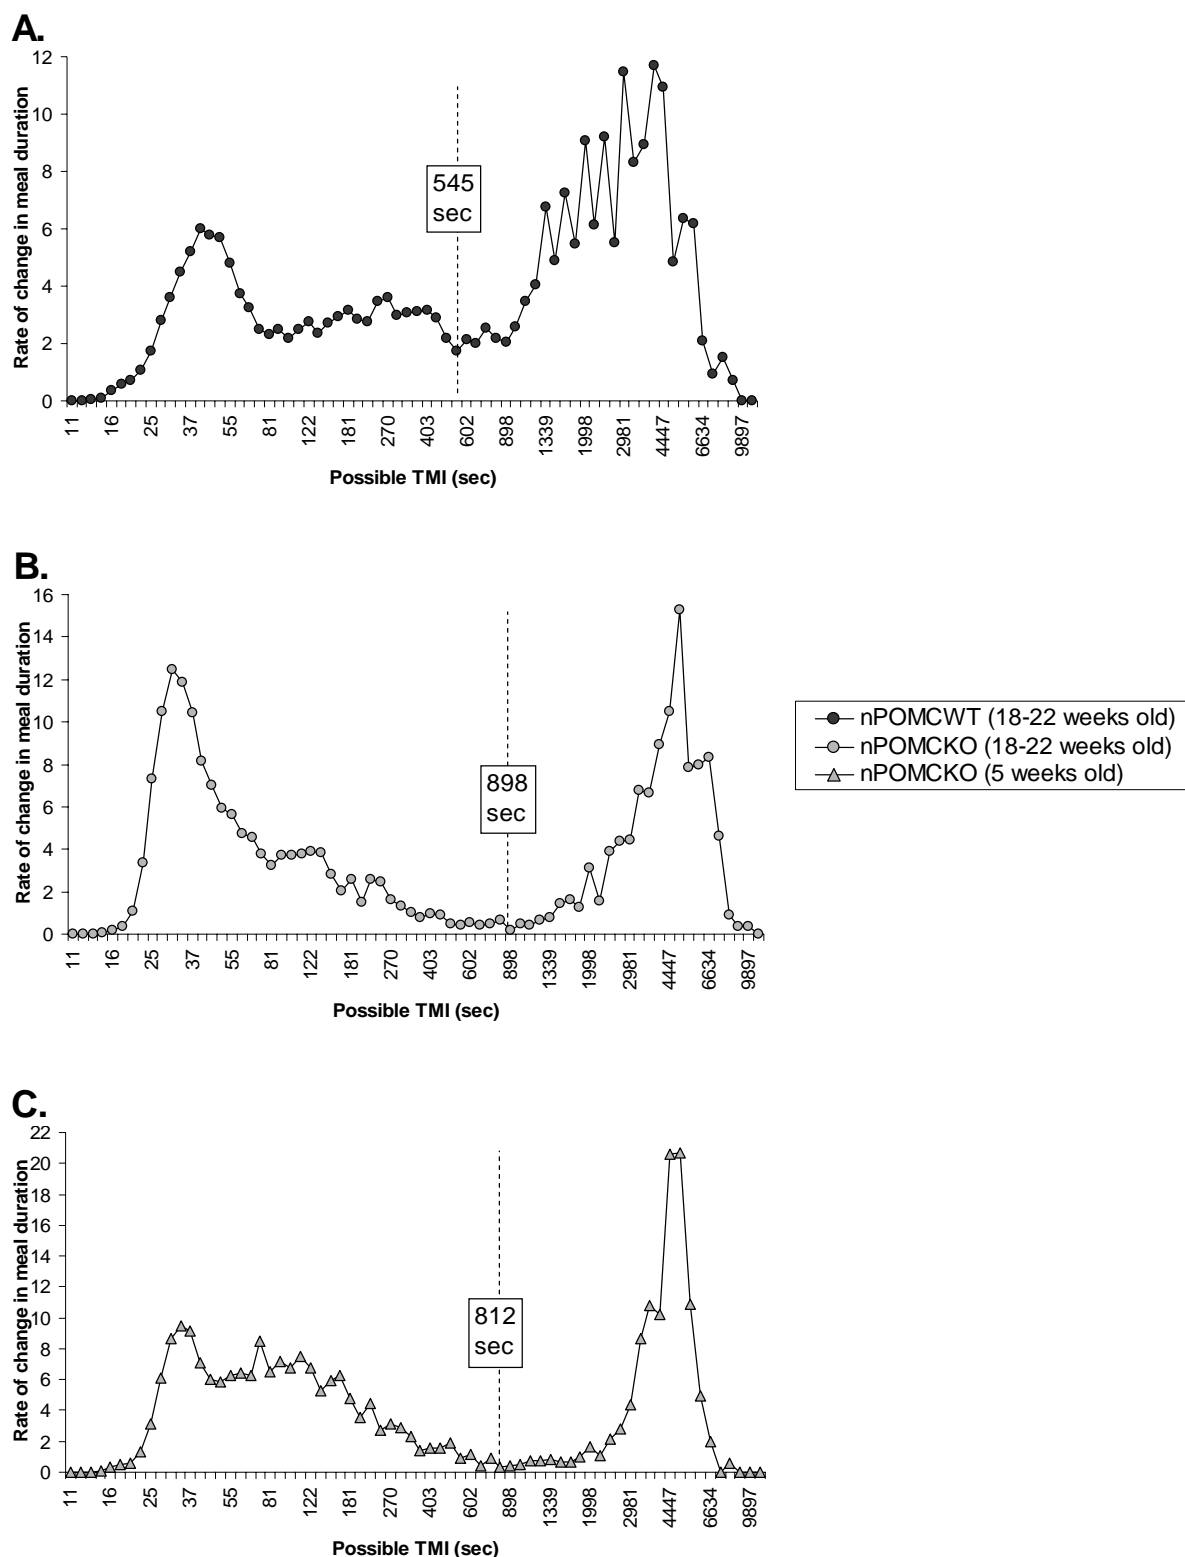 A.
Rate of change in meal duration
12
10
8
6
4
2
0
545
sec
11 16 25 37 55 81 122 181 270 403 602 898 1339 1998 2981 4447 6634 9897
Possible TMI (sec)
B.
Rate of change in meal duration
16
14
12
10
8
6
4
2
0
898
sec
11 16 25 37 55 81 122 181 270 403 602 898 1339 1998 2981 4447 6634 9897
Possible TMI (sec)
nPOMCWT (18-22 weeks old)
nPOMCKO (18-22 weeks old)
nPOMCKO (5 weeks old)
C.
Rate of change in meal duration
22
20
18
16
14
12
10
8
6
4
2
0
812
sec
11 16 25 37 55 81 122 181 270 403 602 898 1339 1998 2981 4447 6634 9897
Possible TMI (sec)